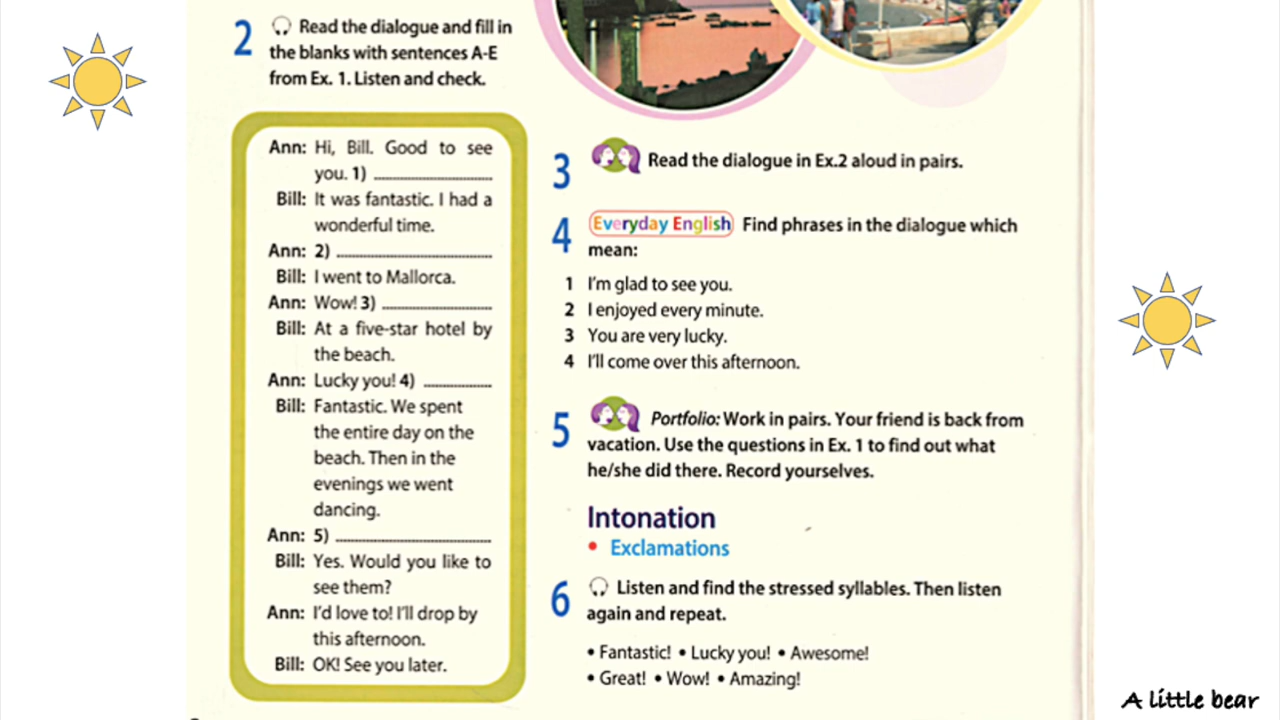 2 Read the dialogue and fill in
the blanks with sentences A-E
from Ex. 1. Listen and check.
Ann: Hi, Bill. Good to see
you. 1) ..............................
Bill: It was fantastic. I had a
wonderful time.
Ann: 2) ..............................
Bill: I went to Mallorca.
Ann: Wow! 3) ..............................
Bill: At a five-star hotel by
the beach.
Ann: Lucky you! 4) ....................
Bill: Fantastic. We spent
the entire day on the
beach. Then in the
evenings we went
dancing.
Ann: 5) ..............................
Bill: Yes. Would you like to
see them?
Ann: I'd love to! I'll drop by
this afternoon.
Bill: OK! See you later.
3 Read the dialogue in Ex.2 aloud in pairs.
4 Everyday English Find phrases in the dialogue which
mean:
1 I'm glad to see you.
2 I enjoyed every minute.
3 You are very lucky.
4 I'll come over this afternoon.
5 Portfolio: Work in pairs. Your friend is back from
vacation. Use the questions in Ex. 1 to find out what
he/she did there. Record yourselves.
Intonation
• Exclamations
6 Listen and find the stressed syllables. Then listen
again and repeat.
• Fantastic! • Lucky you! • Awesome!
• Great! • Wow! • Amazing!
A little bear